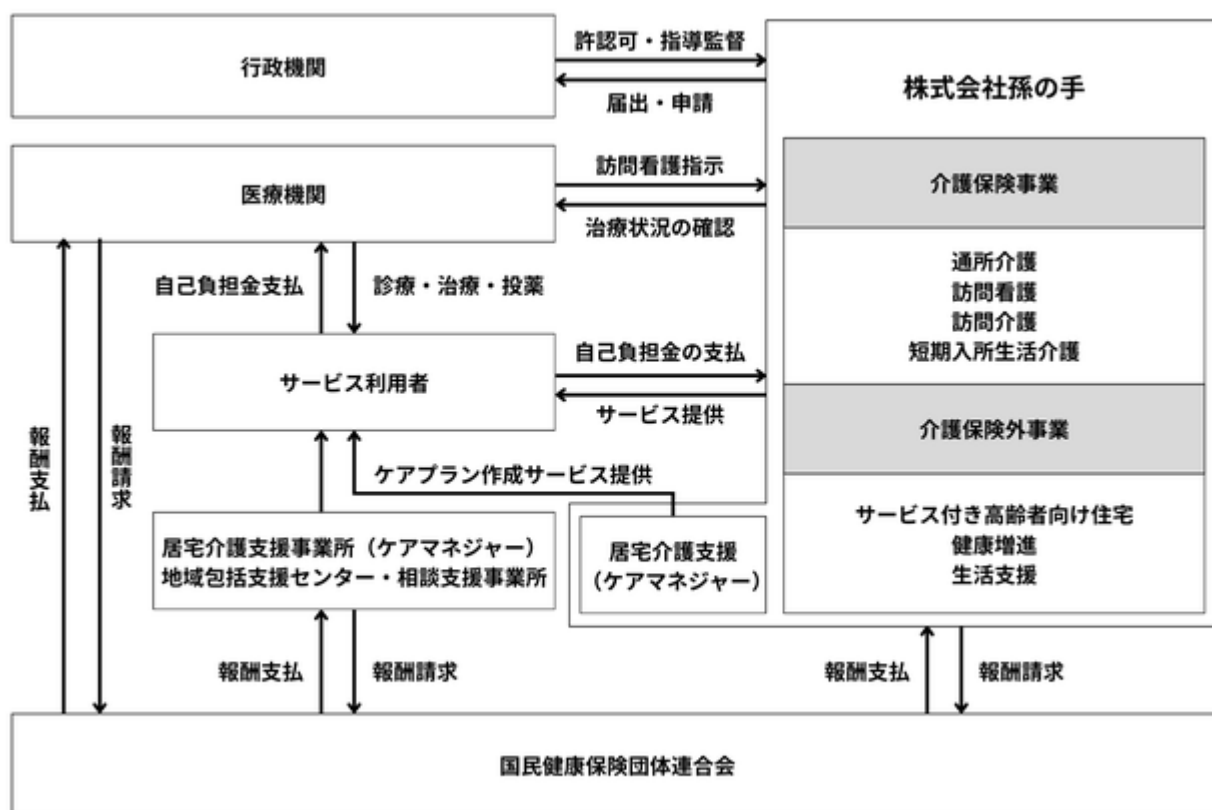 行政機関
許認可・指導監督
届出・申請
株式会社孫の手
医療機関
訪問看護指示
治療状況の確認
介護保険事業
通所介護
訪問看護
訪問介護
短期入所生活介護
自己負担金支払
診療・治療・投薬
サービス利用者
自己負担金の支払
サービス提供
介護保険外事業
報酬支払
報酬請求
ケアプラン作成サービス提供
サービス付き高齢者向け住宅
健康増進
生活支援
居宅介護支援事業所（ケアマネジャー）
地域包括支援センター・相談支援事業所
居宅介護支援
（ケアマネジャー）
報酬支払
報酬請求
報酬支払
報酬請求
国民健康保険団体連合会